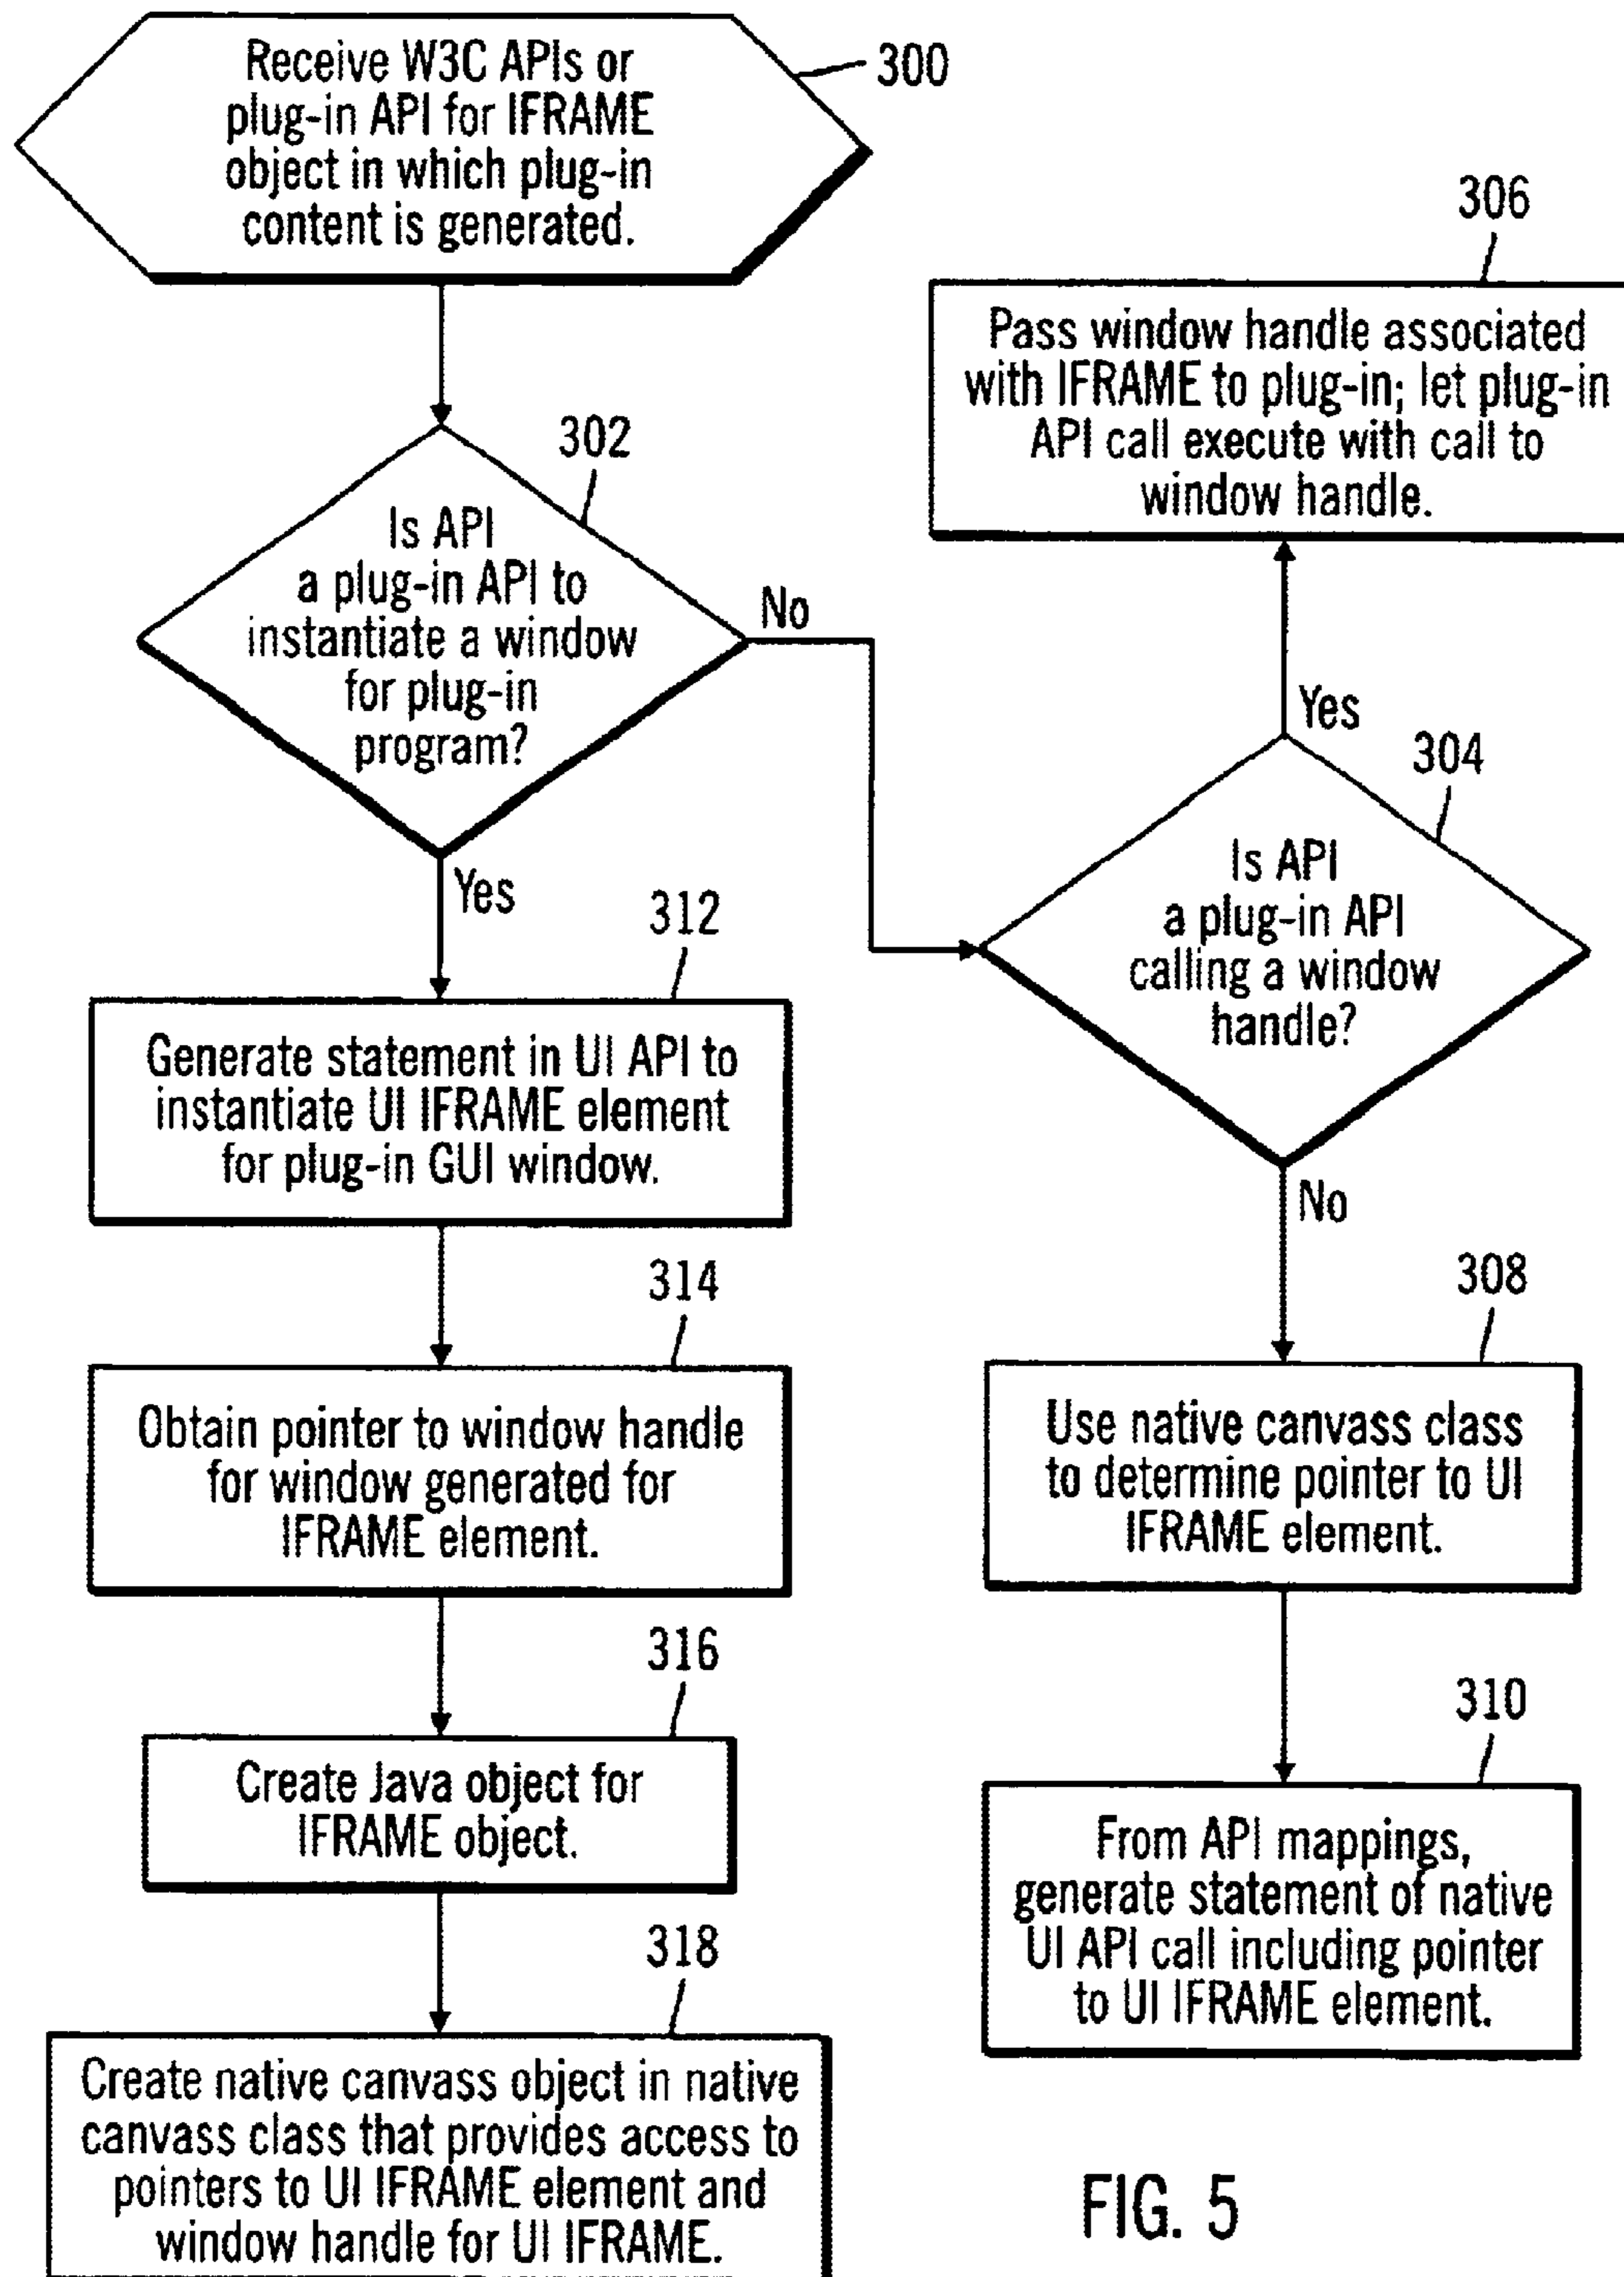 Receive W3C APIs or
plug-in API for IFRAME
object in which plug-in
content is generated.
300
302
Is API
a plug-in API to
instantiate a window
for plug-in
program?
No
Yes
306
Pass window handle associated
with IFRAME to plug-in; let plug-in
API call execute with call to
window handle.
Yes
304
Is API
a plug-in API
calling a window
handle?
No
312
Generate statement in UI API to
instantiate UI IFRAME element
for plug-in GUI window.
314
Obtain pointer to window handle
for window generated for
IFRAME element.
316
Create Java object for
IFRAME object.
318
Create native canvass object in native
canvass class that provides access to
pointers to UI IFRAME element and
window handle for UI IFRAME.
308
Use native canvass class
to determine pointer to UI
IFRAME element.
310
From API mappings,
generate statement of native
UI API call including pointer
to UI IFRAME element.
FIG. 5